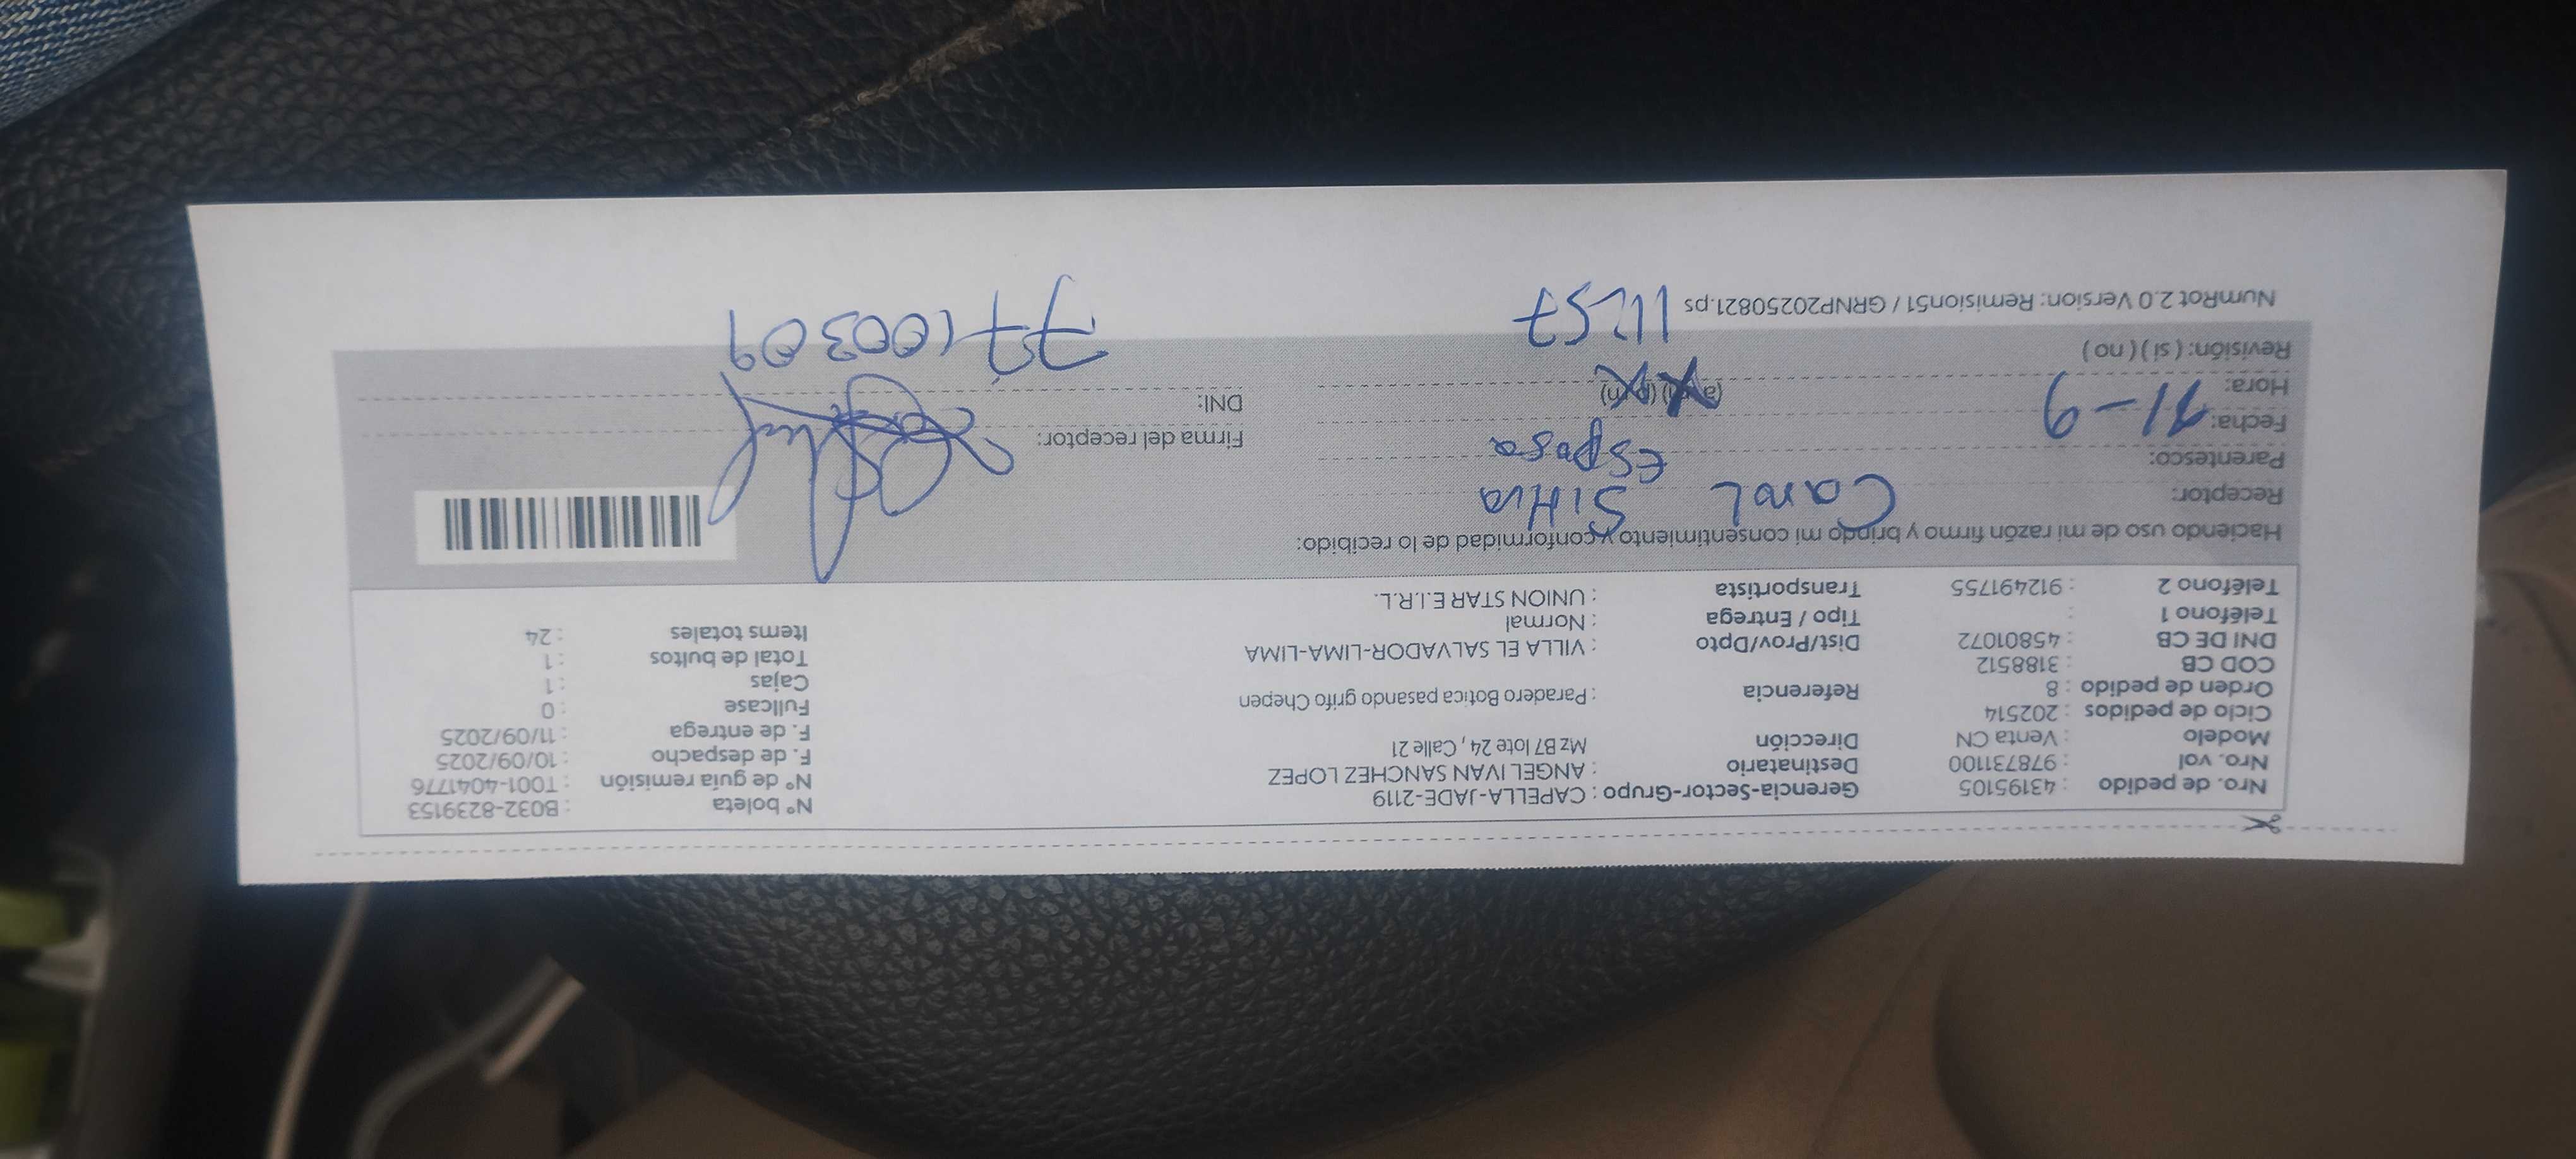 Nro. de pedido : 43195105 Gerencia-Sector-Grupo : CAPELLA-JADE-2119 N° boleta : B032-8239153
Nro. vol : 978731100 Destinatario : ANGEL IVAN SANCHEZ LOPEZ N° de guía remisión : T001-4041776
Modelo : Venta CN Dirección Mz B7 lote 24 , Calle 21 F. de despacho : 10/09/2025
Ciclo de pedidos : 202514 F. de entrega : 11/09/2025
Orden de pedido : 8 Referencia : Paradero Botica pasando grifo Chepen Fullcase : 0
COD CB : 3188512 Cajas : 1
DNI DE CB : 45801072 Dist/Prov/Dpto : VILLA EL SALVADOR-LIMA-LIMA Total de bultos : 1
Teléfono 1 : Tipo / Entrega : Normal Items totales : 24
Teléfono 2 : 912491755 Transportista : UNION STAR E.I.R.L.
Haciendo uso de mi razón firmo y brindo mi consentimiento y conformidad de lo recibido:
Receptor: Carol
Parentesco: Esposa
Fecha: 11-9 Firma del receptor:
Hora: DNI: 77100309
Revisión: ( si ) ( no )
NumRot 2.0 Version: Remision51 / GRNP20250821.ps